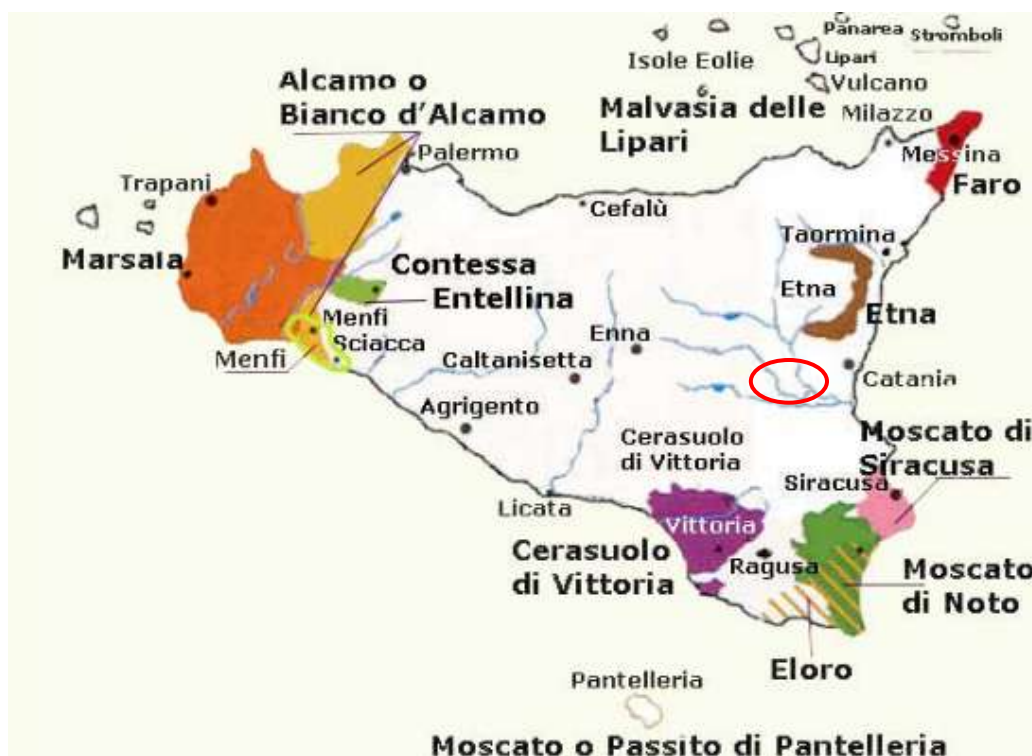 Panarea
Stromboli
Isole Eolie
Lipari
Vulcano
Alcamo o
Bianco d'Alcamo
Malvasia delle
Lipari
Milazzo
Palermo
Messina
Faro
Trapani
Cefalù
Taormina
Marsala
Contessa
Entellina
Etna
Etna
Menfi
Sciacca
Menfi
Enna
Caltanisetta
Catania
Agrigento
Cerasuolo
di Vittoria
Moscato di
Siracusa
Siracusa
Licata
Vittoria
Cerasuolo
di Vittoria
Ragusa
Moscato
di Noto
Eloro
Pantelleria
Moscato o Passito di Pantelleria